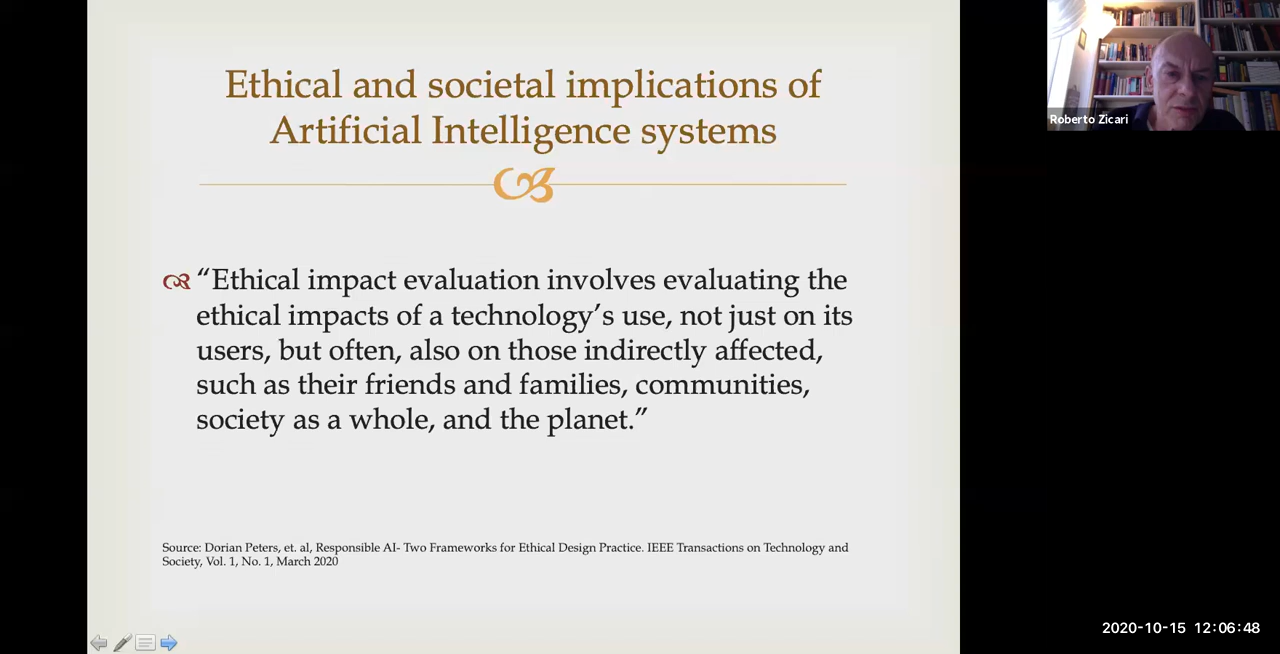 Ethical and societal implications of
Artificial Intelligence systems
“Ethical impact evaluation involves evaluating the
ethical impacts of a technology’s use, not just on its
users, but often, also on those indirectly affected,
such as their friends and families, communities,
society as a whole, and the planet.”
Source: Dorian Peters, et. al, Responsible AI- Two Frameworks for Ethical Design Practice. IEEE Transactions on Technology and
Society, Vol. 1, No. 1, March 2020
Roberto Zicari
2020-10-15 12:06:48